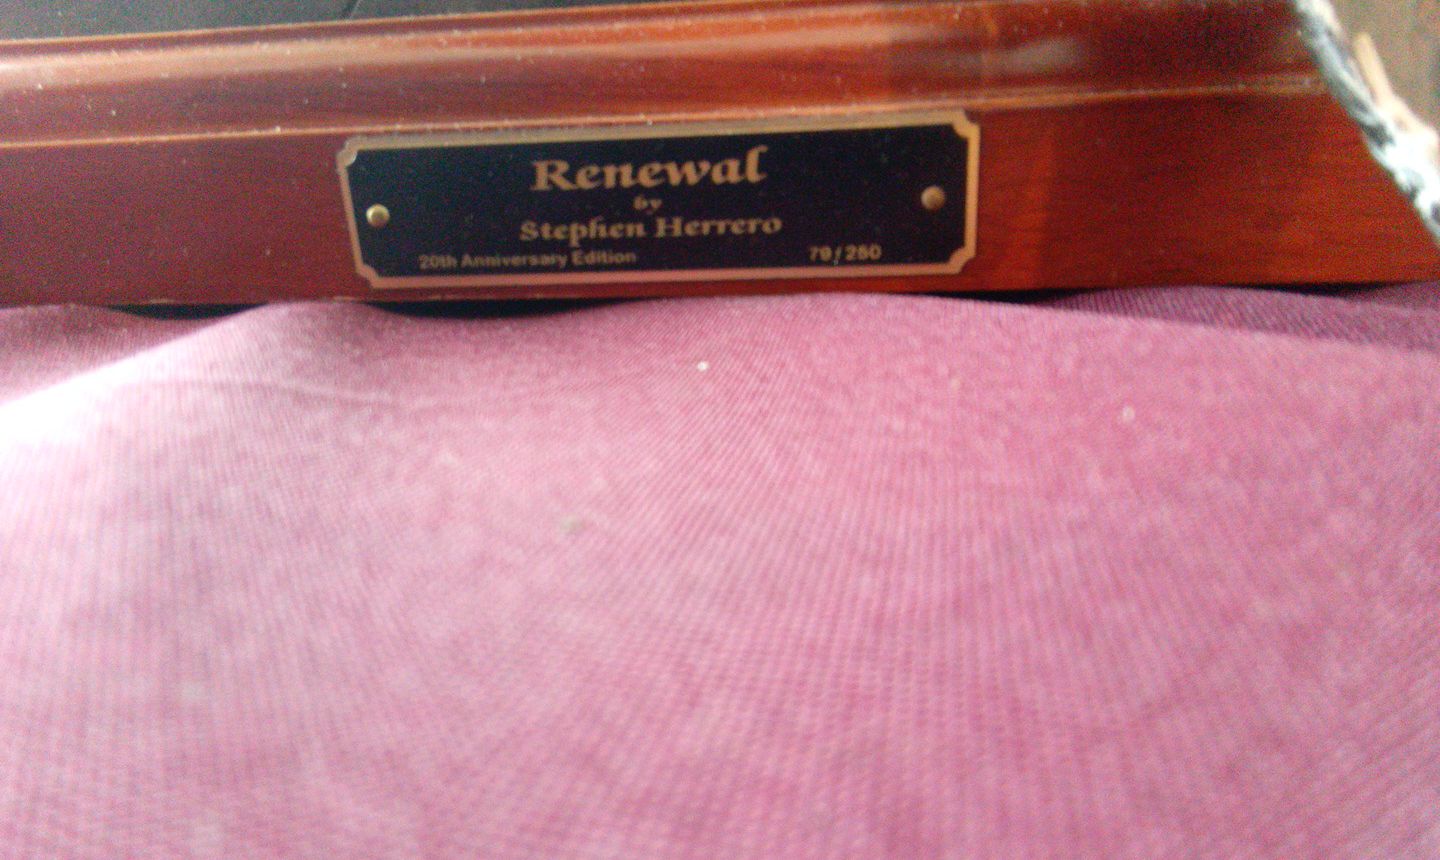 Renewal
by
Stephen Herrero
20th Anniversary Edition 79/250